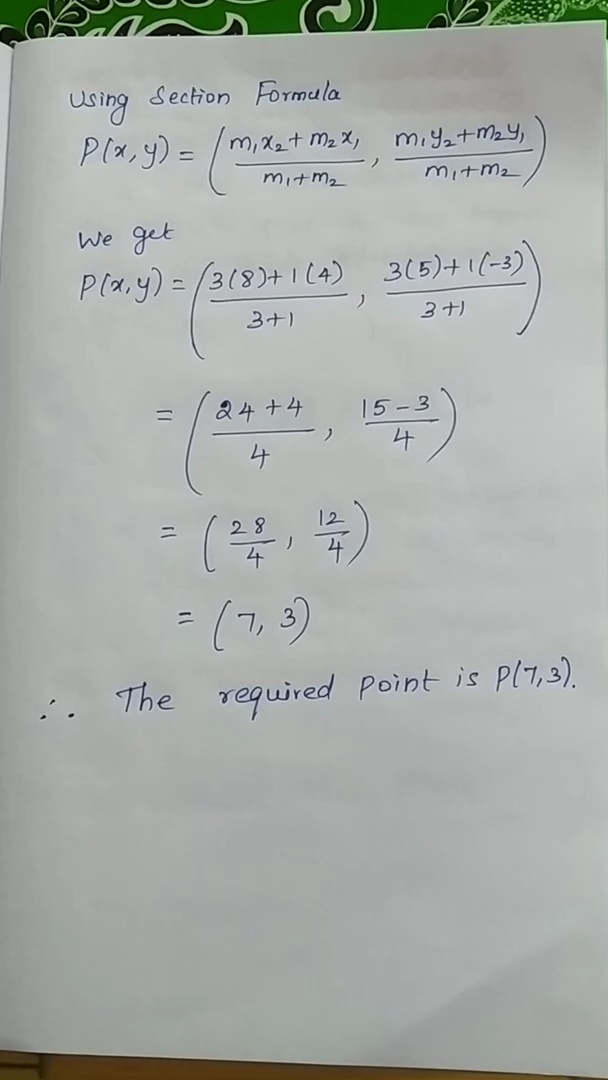 Using Section Formula
P(x, y) = ( (m₁x₂ + m₂x₁)/(m₁+m₂) , (m₁y₂+m₂y₁)/(m₁+m₂) )
We get
P(x, y) = ( (3(8)+1(4))/(3+1) , (3(5)+1(-3))/(3+1) )
= ( (24+4)/4 , (15-3)/4 )
= ( 28/4 , 12/4 )
= (7, 3)
∴ The required point is P(7,3).